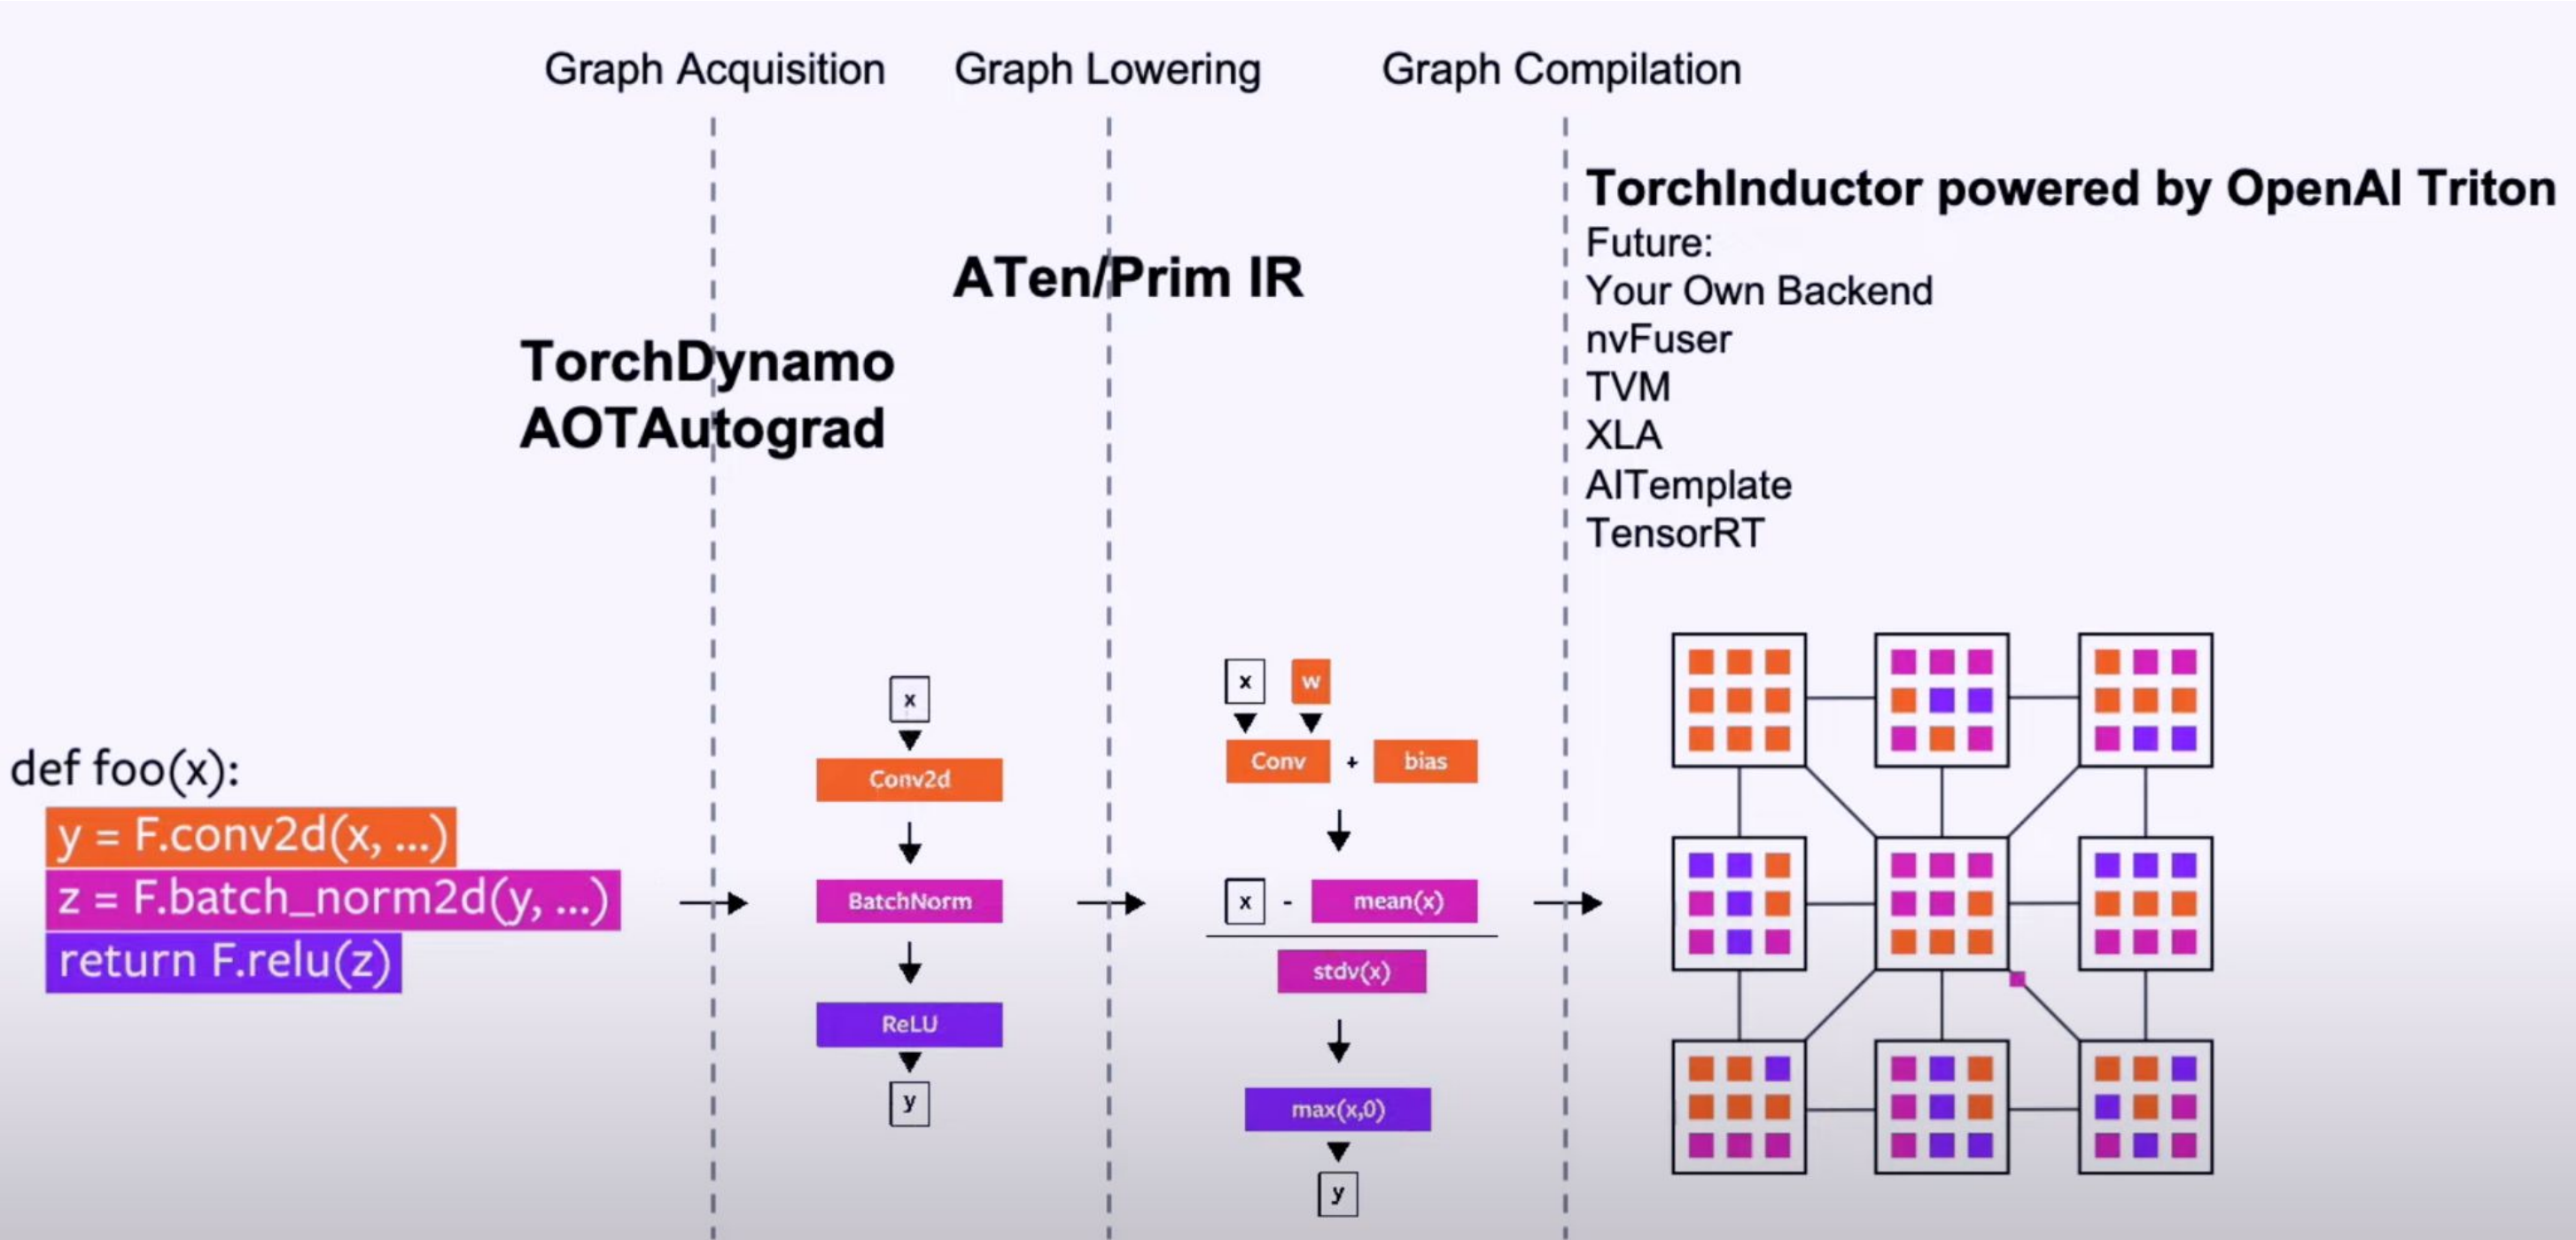 Graph Acquisition
Graph Lowering
Graph Compilation
TorchInductor powered by OpenAI Triton
Future:
Your Own Backend
nvFuser
TVM
XLA
AITemplate
TensorRT
ATen/Prim IR
TorchDynamo
AOTAutograd
def foo(x):
y = F.conv2d(x, ...)
z = F.batch_norm2d(y, ...)
return F.relu(z)
x
Conv2d
BatchNorm
ReLU
y
x w
Conv + bias
x - mean(x)
stdv(x)
max(x,0)
y